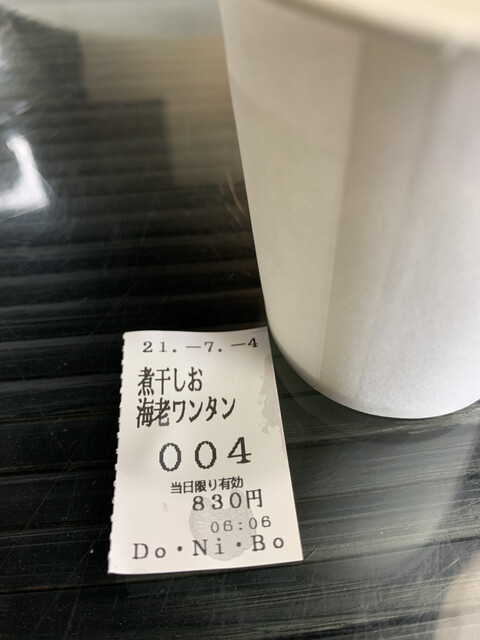 21.-7.-4
煮干しお
海老ワンタン
004
当日限り有効
830円
06:06
Do・Ni・Bo